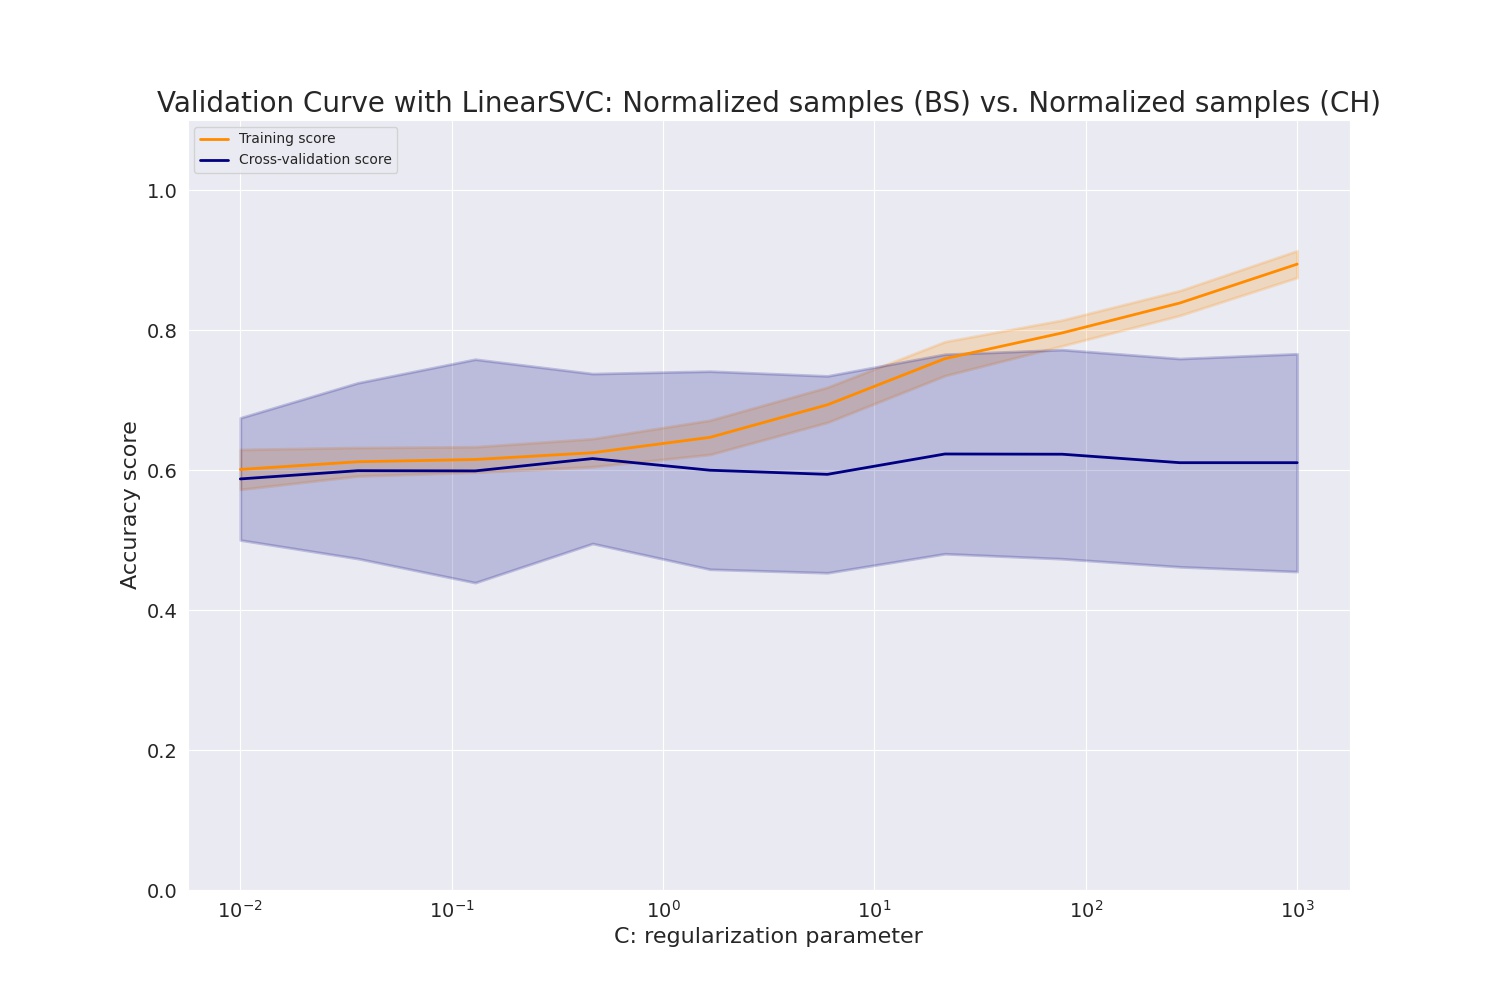 Validation Curve with LinearSVC: Normalized samples (BS) vs. Normalized samples (CH)
Training score
Cross-validation score
1.0
0.8
0.6
0.4
0.2
0.0
Accuracy score
10⁻² 10⁻¹ 10⁰ 10¹ 10² 10³
C: regularization parameter